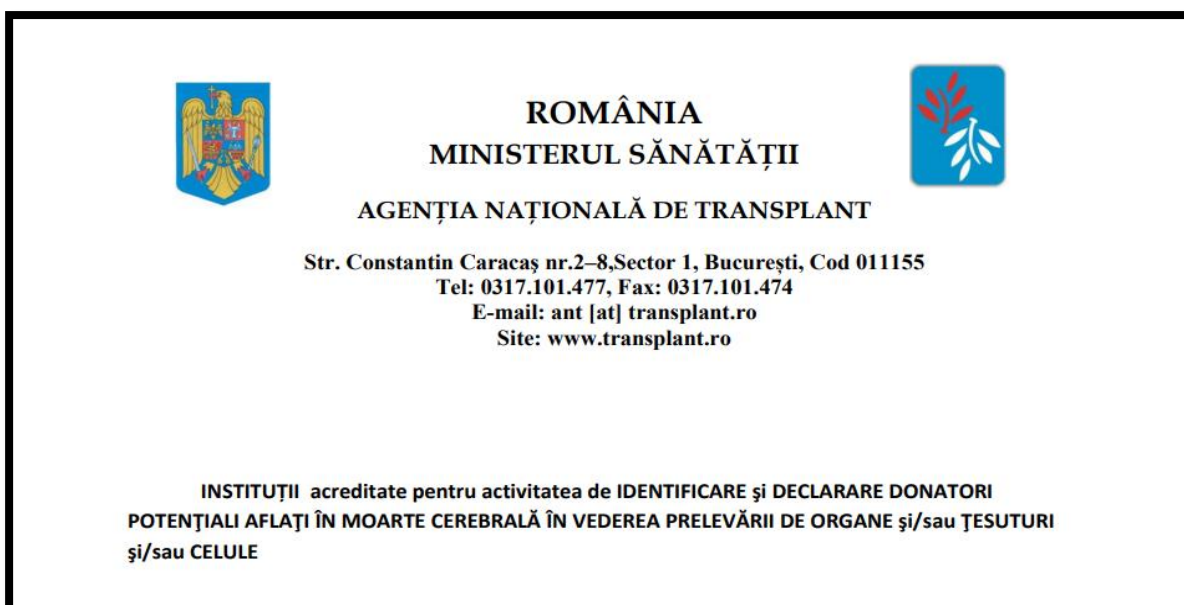 ROMÂNIA
MINISTERUL SĂNĂTĂȚII
AGENȚIA NAȚIONALĂ DE TRANSPLANT
Str. Constantin Caracaş nr.2–8,Sector 1, București, Cod 011155
Tel: 0317.101.477, Fax: 0317.101.474
E-mail: ant [at] transplant.ro
Site: www.transplant.ro
INSTITUȚII acreditate pentru activitatea de IDENTIFICARE şi DECLARARE DONATORI
POTENŢIALI AFLAŢI ÎN MOARTE CEREBRALĂ ÎN VEDEREA PRELEVĂRII DE ORGANE şi/sau ŢESUTURI
şi/sau CELULE